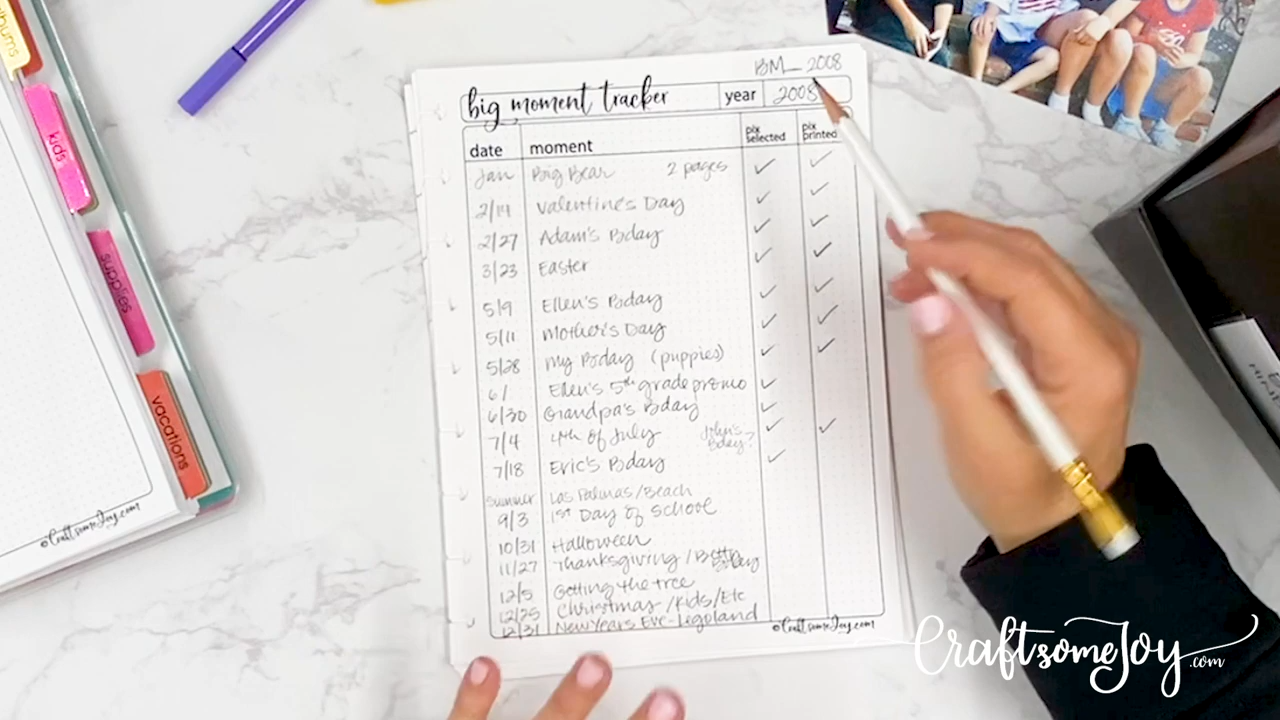 albums
kids
supplies
vacations
©CraftsomeJoy.com
BM_2008
big moment tracker year 2008
date moment pix selected pix printed
Jan Big Bear 2 pages ✓ ✓
2/14 Valentine's Day ✓ ✓
2/27 Adam's Bday ✓ ✓
3/23 Easter ✓ ✓
5/9 Ellen's Bday ✓ ✓
5/11 Mother's Day ✓ ✓
5/28 My Bday (puppies) ✓ ✓
6/ Ellen's 5th grade promo ✓
6/30 Grandpa's Bday ✓
7/4 4th of July John's Bday? ✓ ✓
7/18 Eric's Bday ✓
Summer Las Palmas/Beach
9/3 1st Day of School
10/31 Halloween
11/27 Thanksgiving / Bday
12/5 Getting the tree
12/25 Christmas /Kids/Etc
12/31 New Years Eve-Legoland
©CraftsomeJoy.com
CraftsomeJoy.com